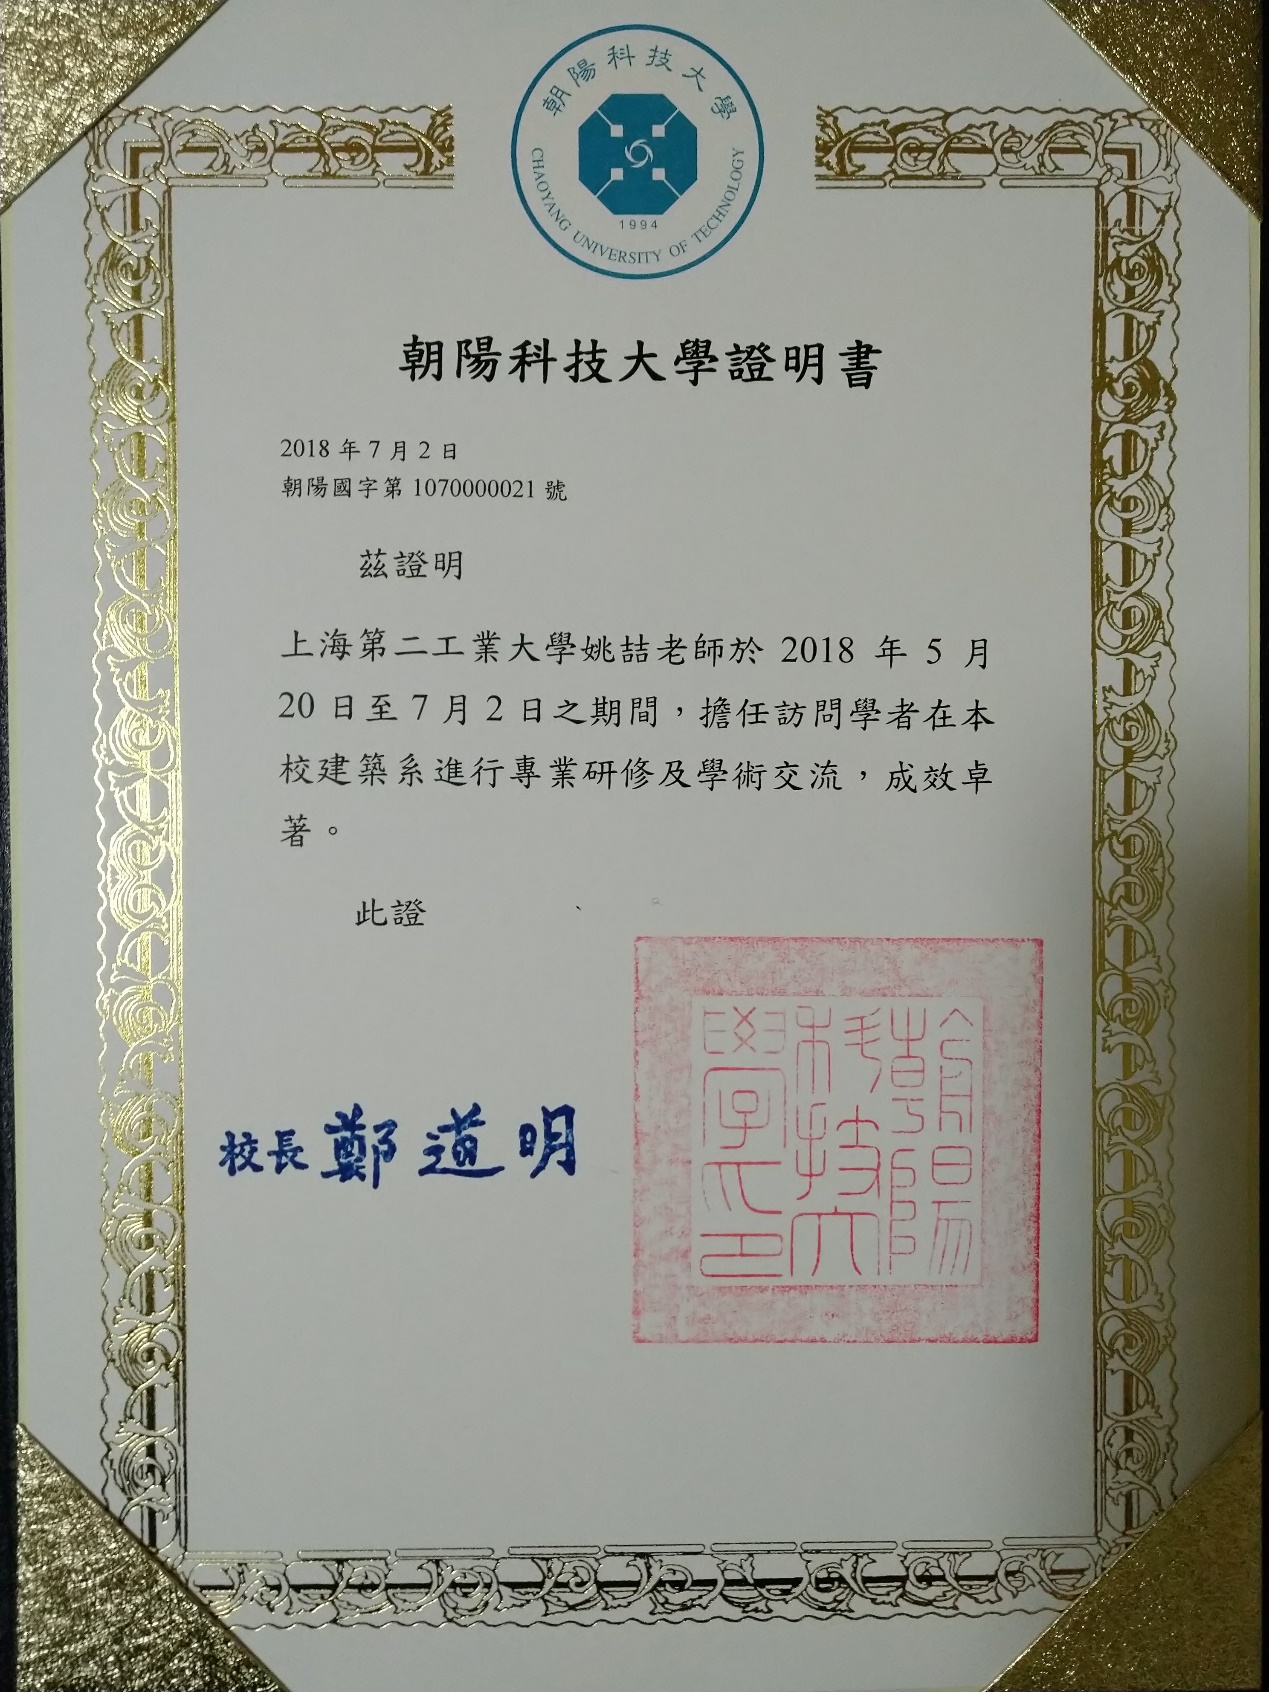 朝陽科技大學
CHAOYANG UNIVERSITY OF TECHNOLOGY
1994
朝陽科技大學證明書
2018 年 7 月 2 日
朝陽國字第 1070000021 號
茲證明
上海第二工業大學姚喆老師於 2018 年 5 月
20 日至 7 月 2 日之期間，擔任訪問學者在本
校建築系進行專業研修及學術交流，成效卓
著。
此證
校長 鄭道明
朝陽
科技大
學印